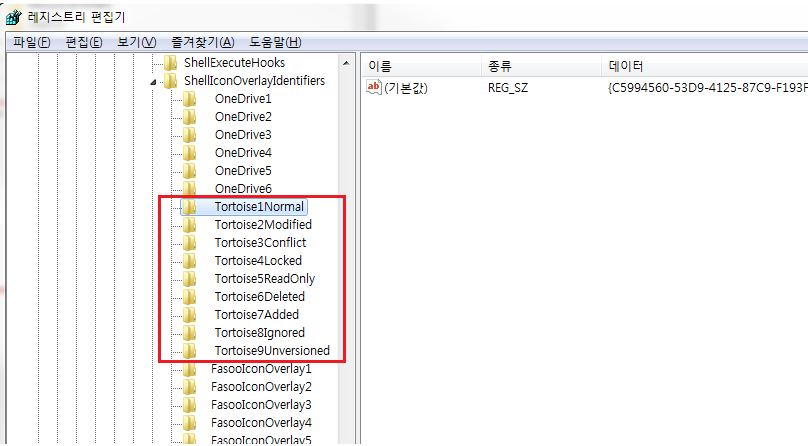 레지스트리 편집기
파일(F) 편집(E) 보기(V) 즐겨찾기(A) 도움말(H)
ShellExecuteHooks
ShellIconOverlayIdentifiers
OneDrive1
OneDrive2
OneDrive3
OneDrive4
OneDrive5
OneDrive6
Tortoise1Normal
Tortoise2Modified
Tortoise3Conflict
Tortoise4Locked
Tortoise5ReadOnly
Tortoise6Deleted
Tortoise7Added
Tortoise8Ignored
Tortoise9Unversioned
FasooIconOverlay1
FasooIconOverlay2
FasooIconOverlay3
FasooIconOverlay4
FasooIconOverlay5
이름 종류 데이터
ab (기본값) REG_SZ {C5994560-53D9-4125-87C9-F193F